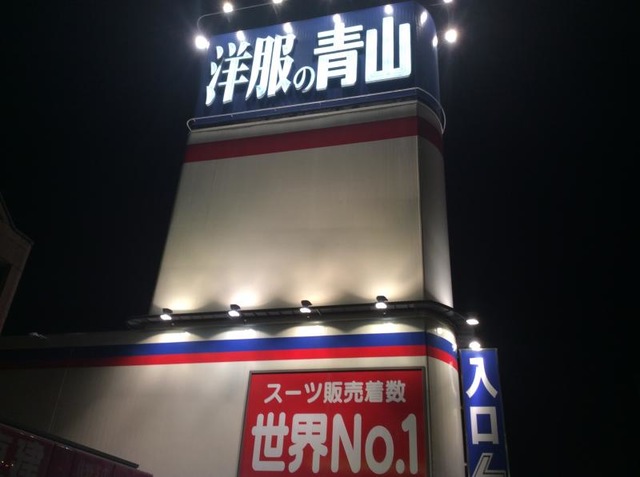 洋服の青山
スーツ販売着数
世界No.1
入口